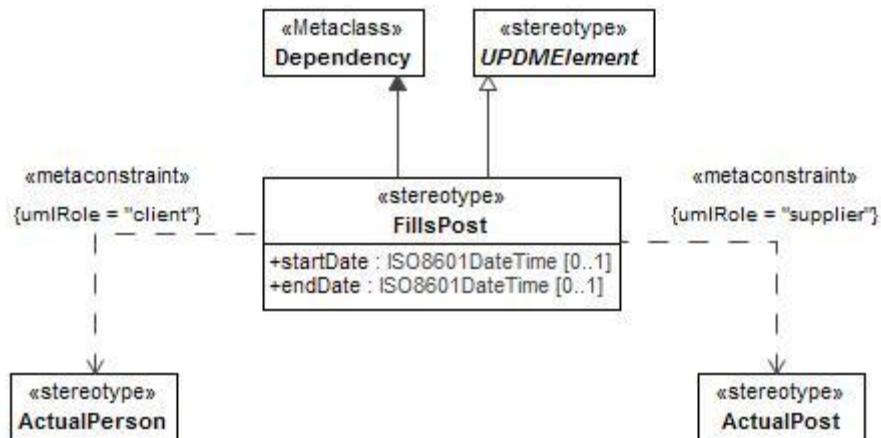 «Metaclass»
Dependency
«stereotype»
UPDMElement
«metaconstraint»
{umlRole = "client"}
«stereotype»
FillsPost
+startDate : ISO8601DateTime [0..1]
+endDate : ISO8601DateTime [0..1]
«metaconstraint»
{umlRole = "supplier"}
«stereotype»
ActualPerson
«stereotype»
ActualPost